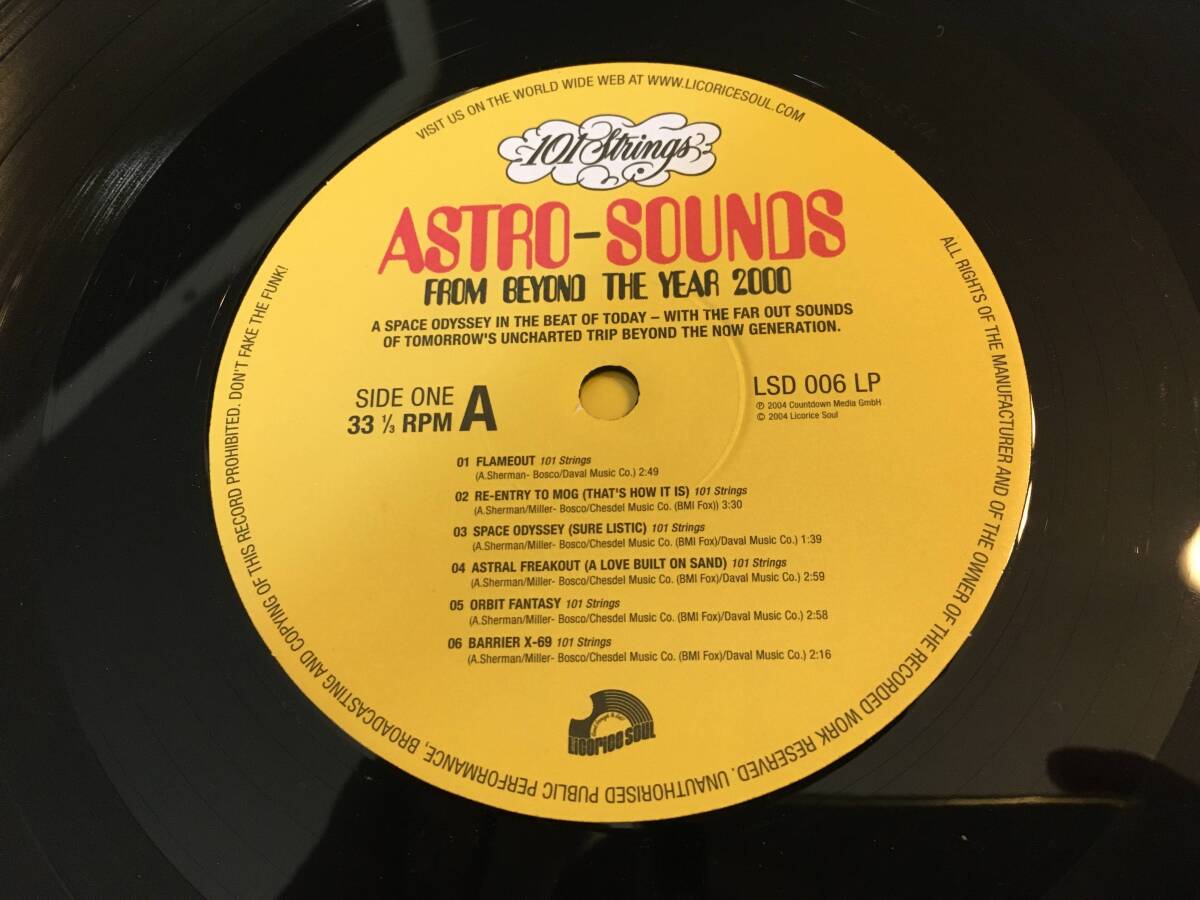 VISIT US ON THE WORLD WIDE WEB AT WWW.LICORICESOUL.COM
101 Strings
ASTRO-SOUNDS
FROM BEYOND THE YEAR 2000
A SPACE ODYSSEY IN THE BEAT OF TODAY – WITH THE FAR OUT SOUNDS
OF TOMORROW'S UNCHARTED TRIP BEYOND THE NOW GENERATION.
SIDE ONE
33 ⅓ RPM A
LSD 006 LP
℗ 2004 Countdown Media GmbH
© 2004 Licorice Soul
01 FLAMEOUT 101 Strings
(A.Sherman- Bosco/Daval Music Co.) 2:49
02 RE-ENTRY TO MOG (THAT'S HOW IT IS) 101 Strings
(A.Sherman/Miller- Bosco/Chesdel Music Co. (BMI Fox)) 3:30
03 SPACE ODYSSEY (SURE LISTIC) 101 Strings
(A.Sherman/Miller- Bosco/Chesdel Music Co. (BMI Fox)/Daval Music Co.) 1:39
04 ASTRAL FREAKOUT (A LOVE BUILT ON SAND) 101 Strings
(A.Sherman/Miller- Bosco/Chesdel Music Co. (BMI Fox)/Daval Music Co.) 2:59
05 ORBIT FANTASY 101 Strings
(A.Sherman/Miller- Bosco/Chesdel Music Co. (BMI Fox)/Daval Music Co.) 2:58
06 BARRIER X-69 101 Strings
(A.Sherman/Miller- Bosco/Chesdel Music Co. (BMI Fox)/Daval Music Co.) 2:16
LICORICE SOUL
ALL RIGHTS OF THE MANUFACTURER AND OF THE OWNER OF THE RECORDED WORK RESERVED. UNAUTHORISED PUBLIC PERFORMANCE, BROADCASTING AND COPYING OF THIS RECORD PROHIBITED. DON'T FAKE THE FUNK!